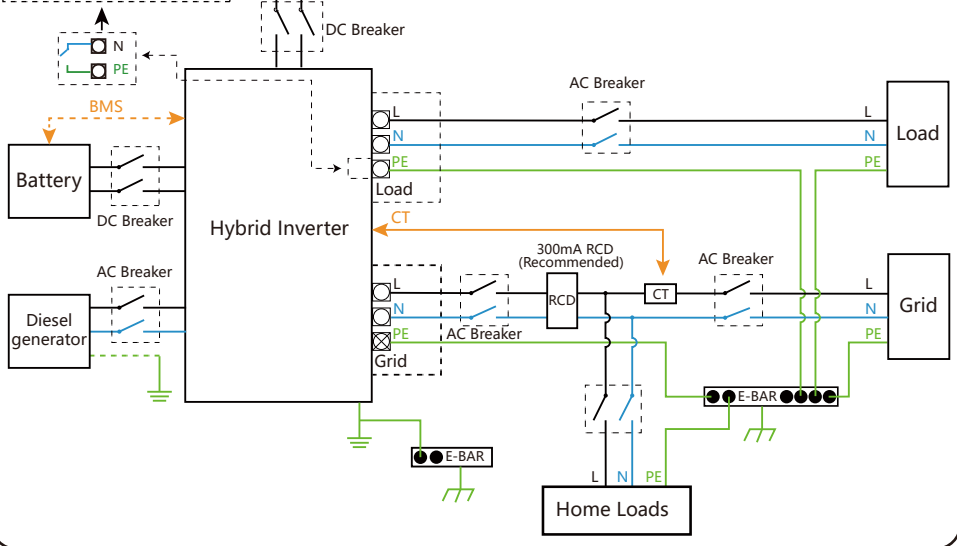 DC Breaker
N
PE
BMS
Battery
DC Breaker
AC Breaker
Diesel
generator
Hybrid Inverter
L
N
PE
Load
AC Breaker
L
N
PE
Load
CT
300mA RCD
(Recommended)
AC Breaker
L
N
PE
Grid
AC Breaker
RCD
CT
L
N
PE
Grid
E-BAR
E-BAR
L
N
PE
Home Loads